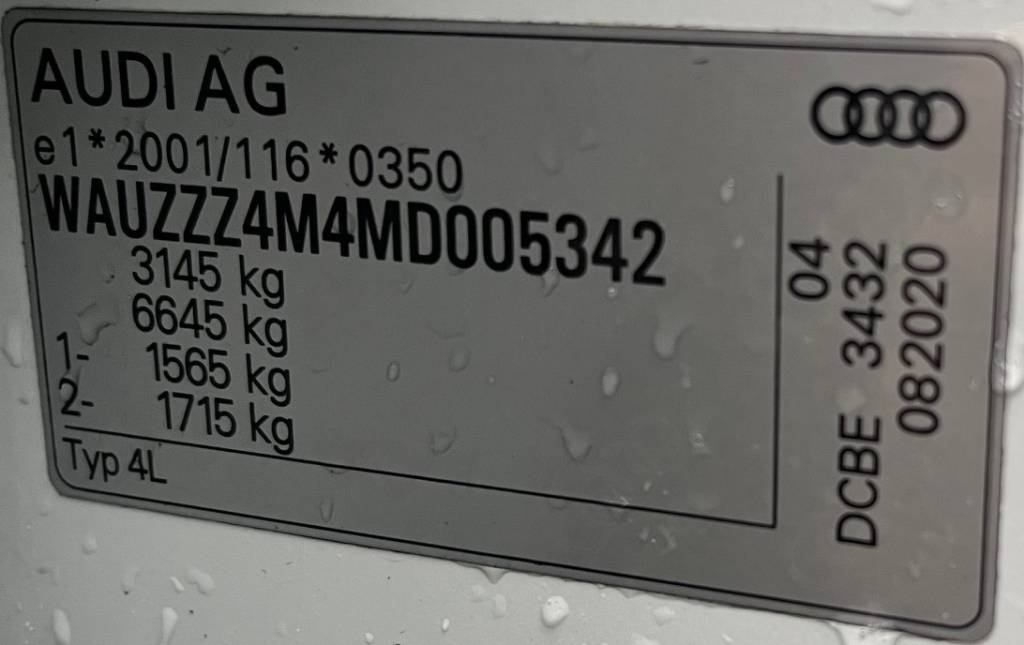 AUDI AG
e1*2001/116*0350
WAUZZZ4M4MD005342
3145 kg
6645 kg
1- 1565 kg
2- 1715 kg
Typ 4L
04
DCBE 3432
082020